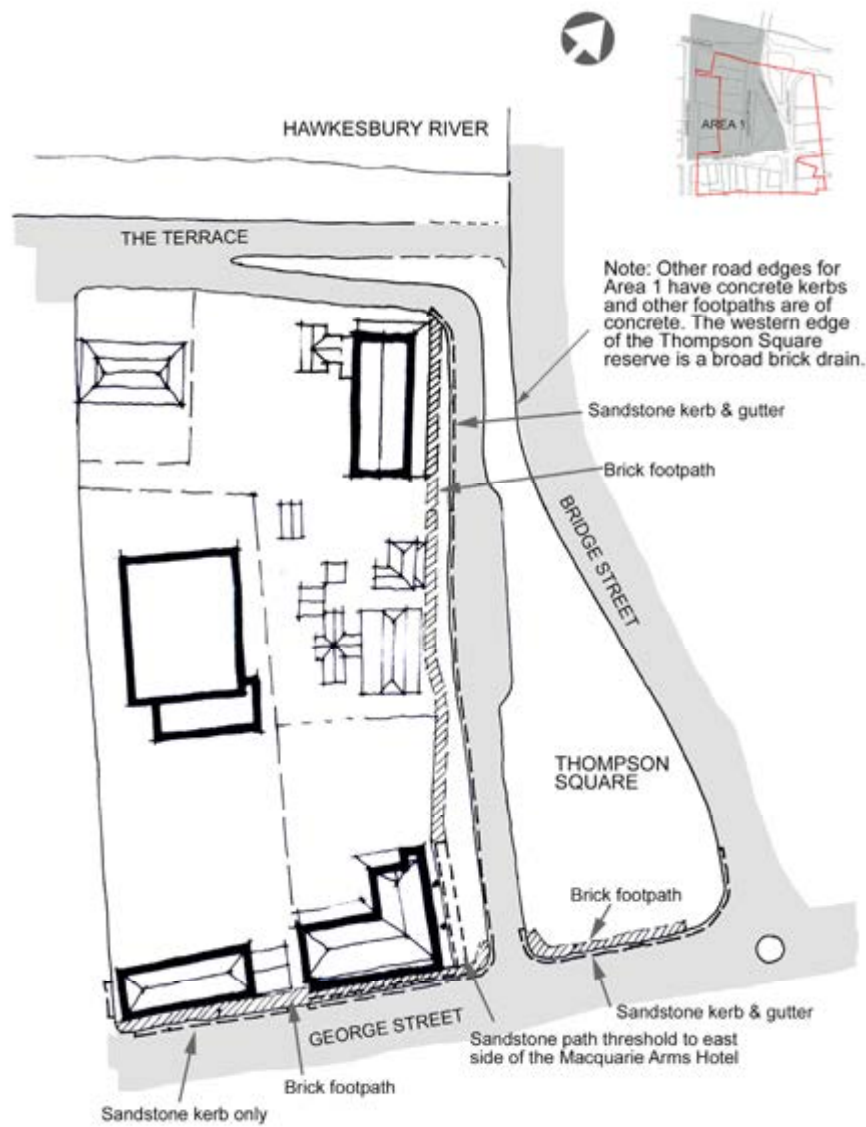 AREA 1
HAWKESBURY RIVER
THE TERRACE
Note: Other road edges for
Area 1 have concrete kerbs
and other footpaths are of
concrete. The western edge
of the Thompson Square
reserve is a broad brick drain.
Sandstone kerb & gutter
Brick footpath
BRIDGE STREET
THOMPSON
SQUARE
Brick footpath
Sandstone kerb & gutter
GEORGE STREET
Sandstone path threshold to east
side of the Macquarie Arms Hotel
Brick footpath
Sandstone kerb only